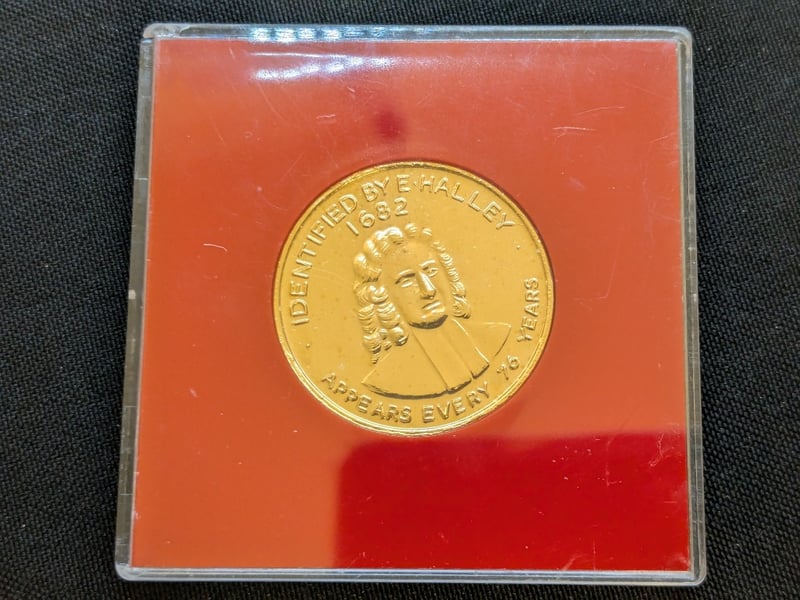 IDENTIFIED BY E·HALLEY
1682
APPEARS EVERY 76 YEARS